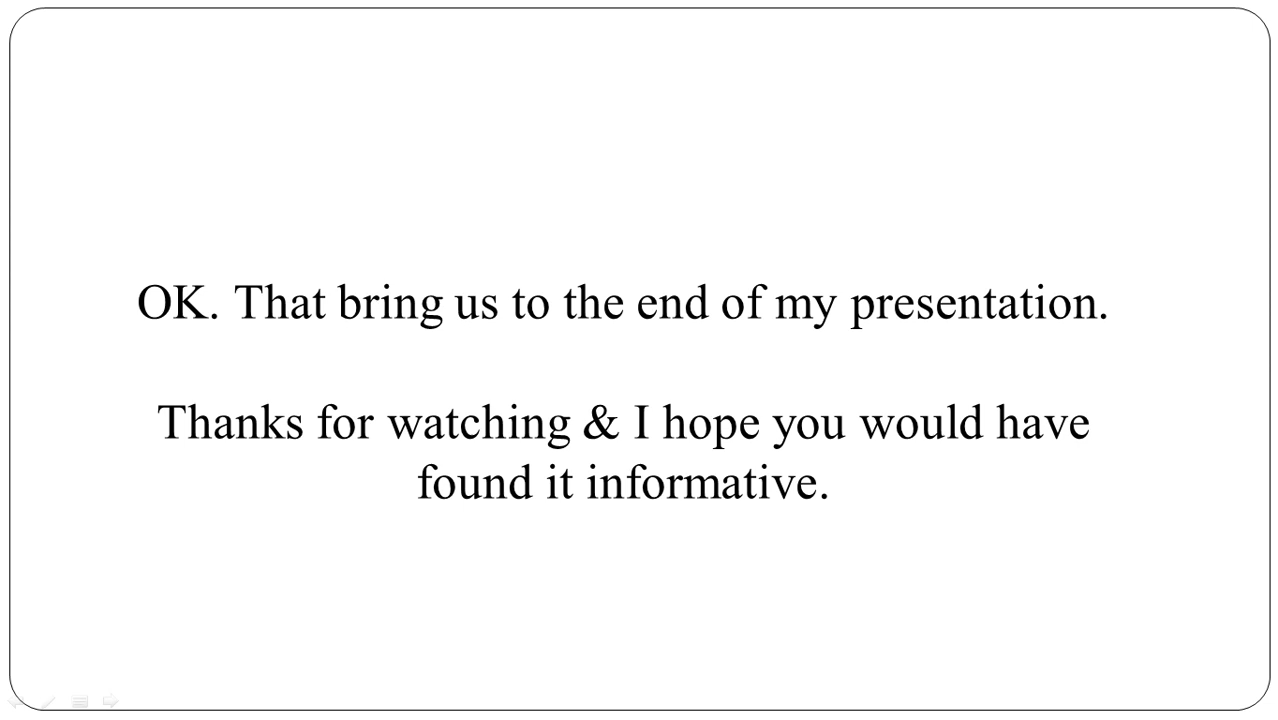 OK. That bring us to the end of my presentation.
Thanks for watching & I hope you would have
found it informative.